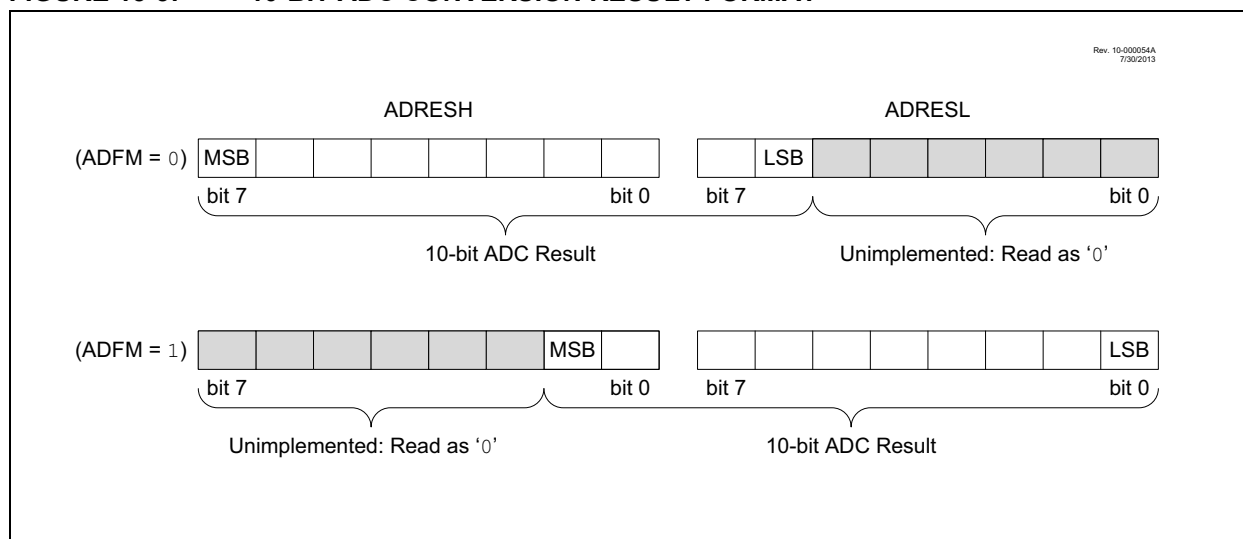 Rev. 10-000054A
7/30/2013
ADRESH ADRESL
(ADFM = 0) MSB LSB
bit 7 bit 0 bit 7 bit 0
10-bit ADC Result Unimplemented: Read as ‘0’
(ADFM = 1) MSB LSB
bit 7 bit 0 bit 7 bit 0
Unimplemented: Read as ‘0’ 10-bit ADC Result